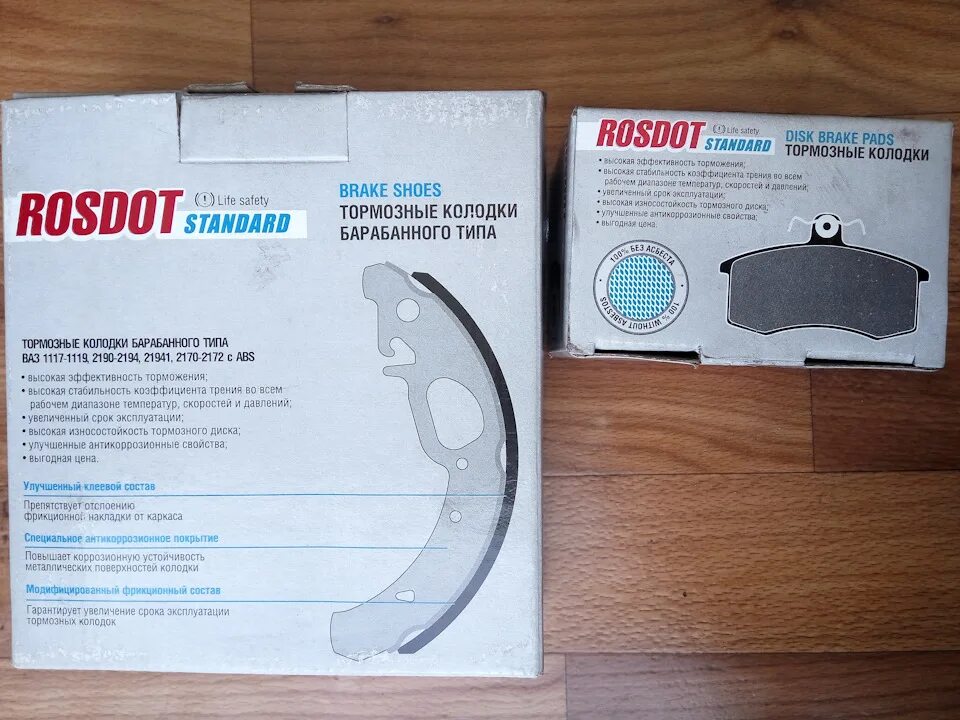 ROSDOT
Life safety
STANDARD
BRAKE SHOES
ТОРМОЗНЫЕ КОЛОДКИ
БАРАБАННОГО ТИПА
ТОРМОЗНЫЕ КОЛОДКИ БАРАБАННОГО ТИПА
ВАЗ 1117-1119, 2190-2194, 21941, 2170-2172 с ABS
• высокая эффективность торможения;
• высокая стабильность коэффициента трения во всем
рабочем диапазоне температур, скоростей и давлений;
• увеличенный срок эксплуатации;
• высокая износостойкость тормозного диска;
• улучшенные антикоррозионные свойства;
• выгодная цена.
Улучшенный клеевой состав
Препятствует отслоению
фрикционной накладки от каркаса
Специальное антикоррозионное покрытие
Повышает коррозионную устойчивость
металлических поверхностей колодки
Модифицированный фрикционный состав
Гарантирует увеличение срока эксплуатации
тормозных колодок
ROSDOT
Life safety
STANDARD
DISK BRAKE PADS
ТОРМОЗНЫЕ КОЛОДКИ
• высокая эффективность торможения;
• высокая стабильность коэффициента трения во всем
рабочем диапазоне температур, скоростей и давлений;
• увеличенный срок эксплуатации;
• высокая износостойкость тормозного диска;
• улучшенные антикоррозионные свойства;
• выгодная цена.
100% БЕЗ АСБЕСТА
100 % WITHOUT ASBESTOS